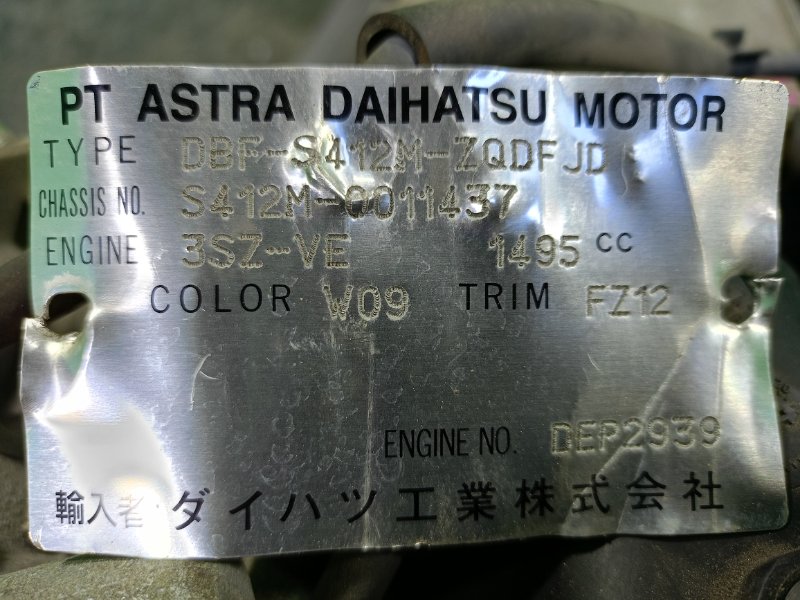 PT ASTRA DAIHATSU MOTOR
TYPE DBF-S412M-ZQDFJD
CHASSIS NO. S412M-0011437
ENGINE 3SZ-VE 1495 CC
COLOR W09 TRIM FZ12
ENGINE NO. DEP2939
輸入者 ダイハツ工業株式会社